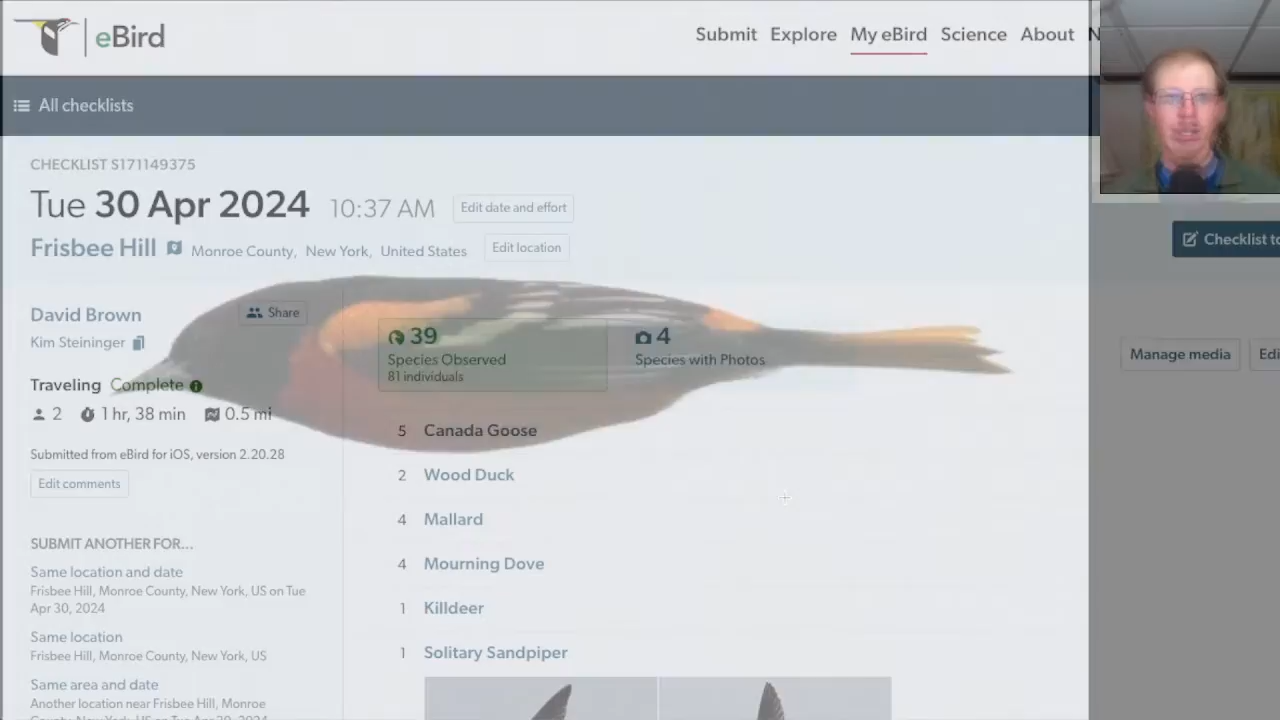 eBird
Submit Explore My eBird Science About N
All checklists
CHECKLIST S171149375
Tue 30 Apr 2024 10:37 AM Edit date and effort
Frisbee Hill Monroe County, New York, United States Edit location
David Brown Share
Kim Steininger
Traveling Complete
2 1 hr, 38 min 0.5 mi
Submitted from eBird for iOS, version 2.20.28
Edit comments
SUBMIT ANOTHER FOR...
Same location and date
Frisbee Hill, Monroe County, New York, US on Tue
Apr 30, 2024
Same location
Frisbee Hill, Monroe County, New York, US
Same area and date
Another location near Frisbee Hill, Monroe
39
Species Observed
81 individuals
4
Species with Photos
5 Canada Goose
2 Wood Duck
4 Mallard
4 Mourning Dove
1 Killdeer
1 Solitary Sandpiper
Checklist to
Manage media Edi